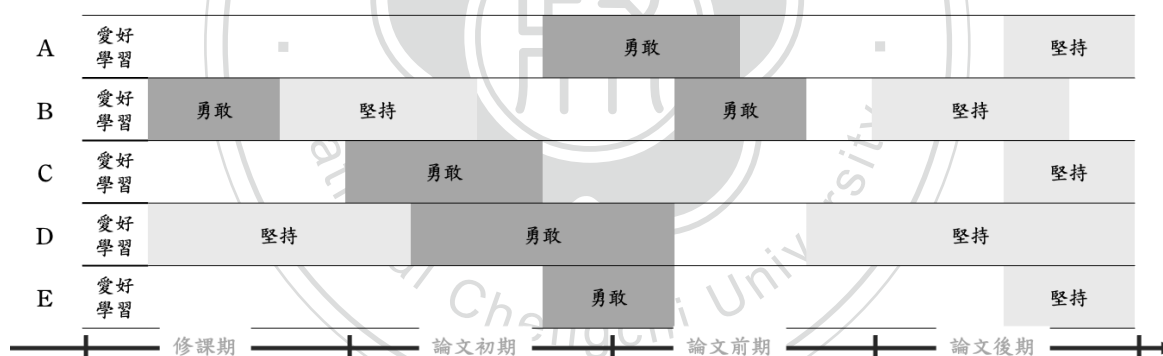 A 愛好 學習 勇敢 堅持
B 愛好 學習 勇敢 堅持 勇敢 堅持
C 愛好 學習 勇敢 堅持
D 愛好 學習 堅持 勇敢 堅持
E 愛好 學習 勇敢 堅持
修課期 論文初期 論文前期 論文後期
Chengchi Univ